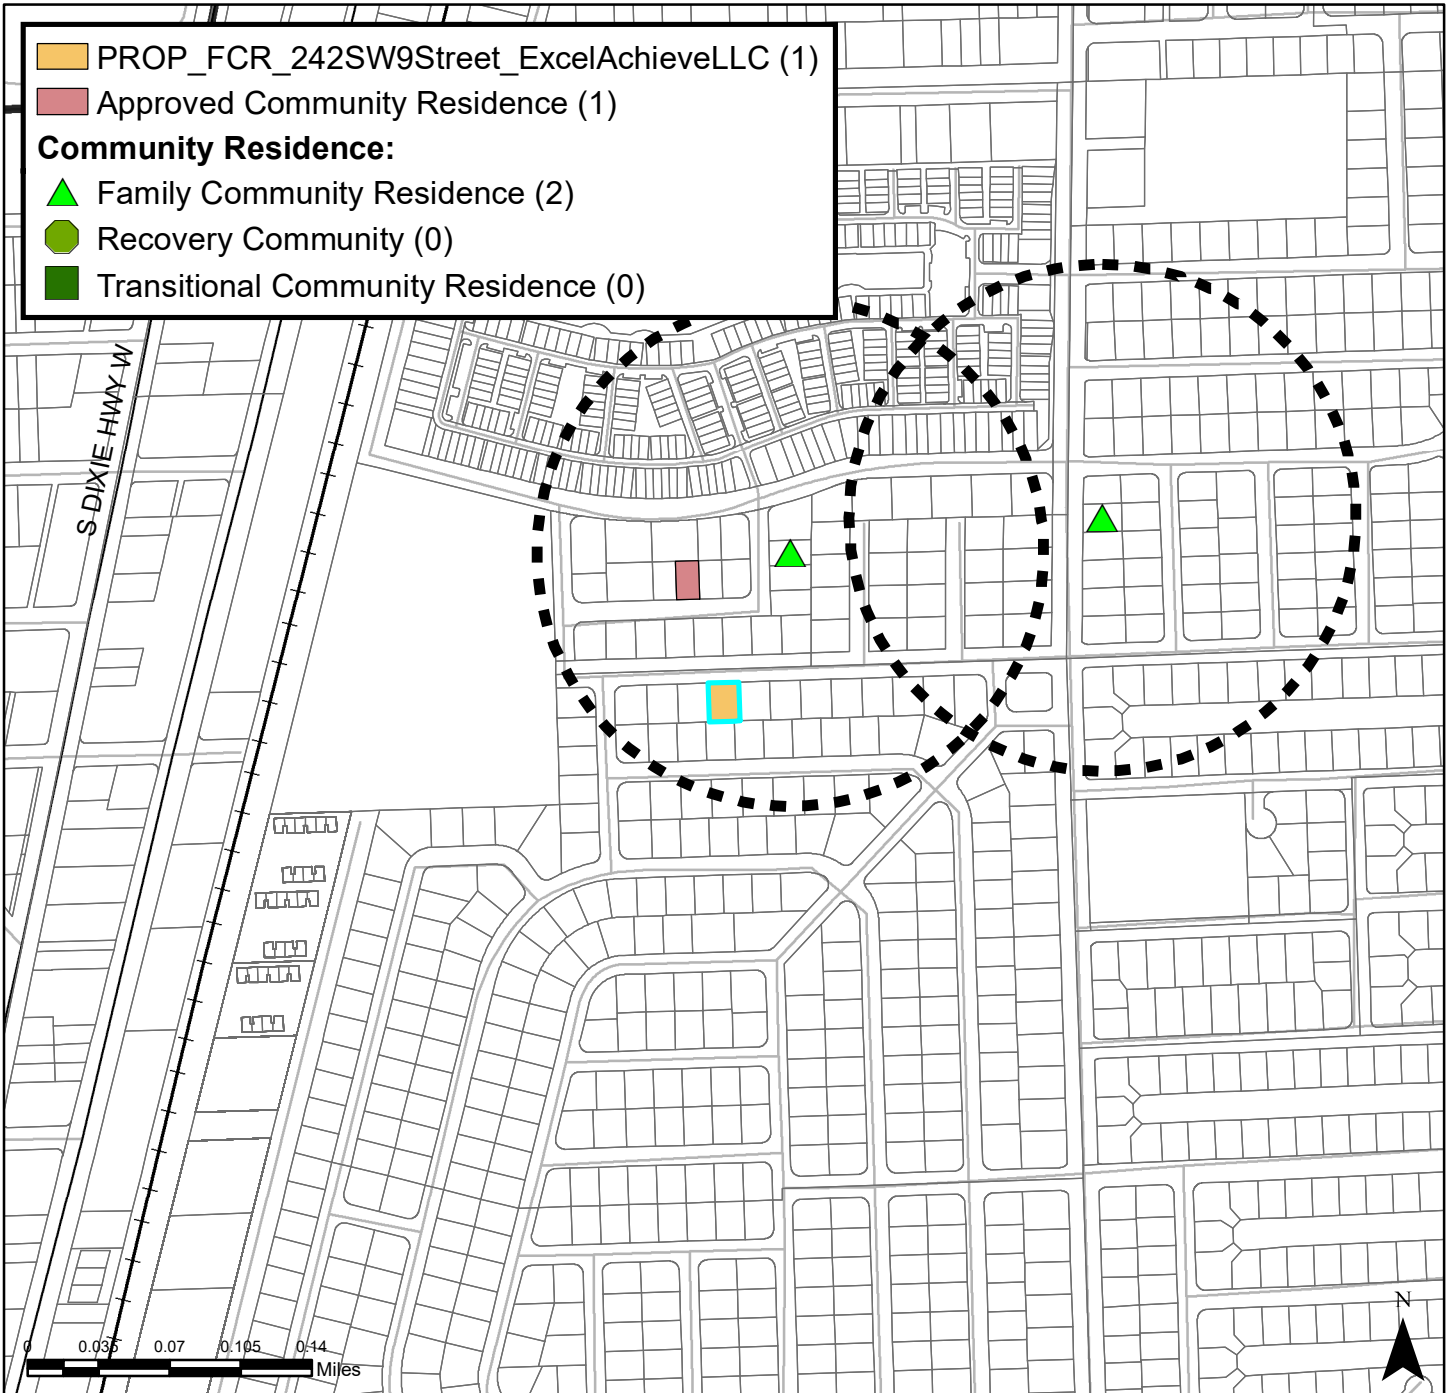 PROP_FCR_242SW9Street_ExcelAchieveLLC (1)
Approved Community Residence (1)
Community Residence:
Family Community Residence (2)
Recovery Community (0)
Transitional Community Residence (0)
S DIXIE HWY W
N
0 0.035 0.07 0.105 0.14
Miles